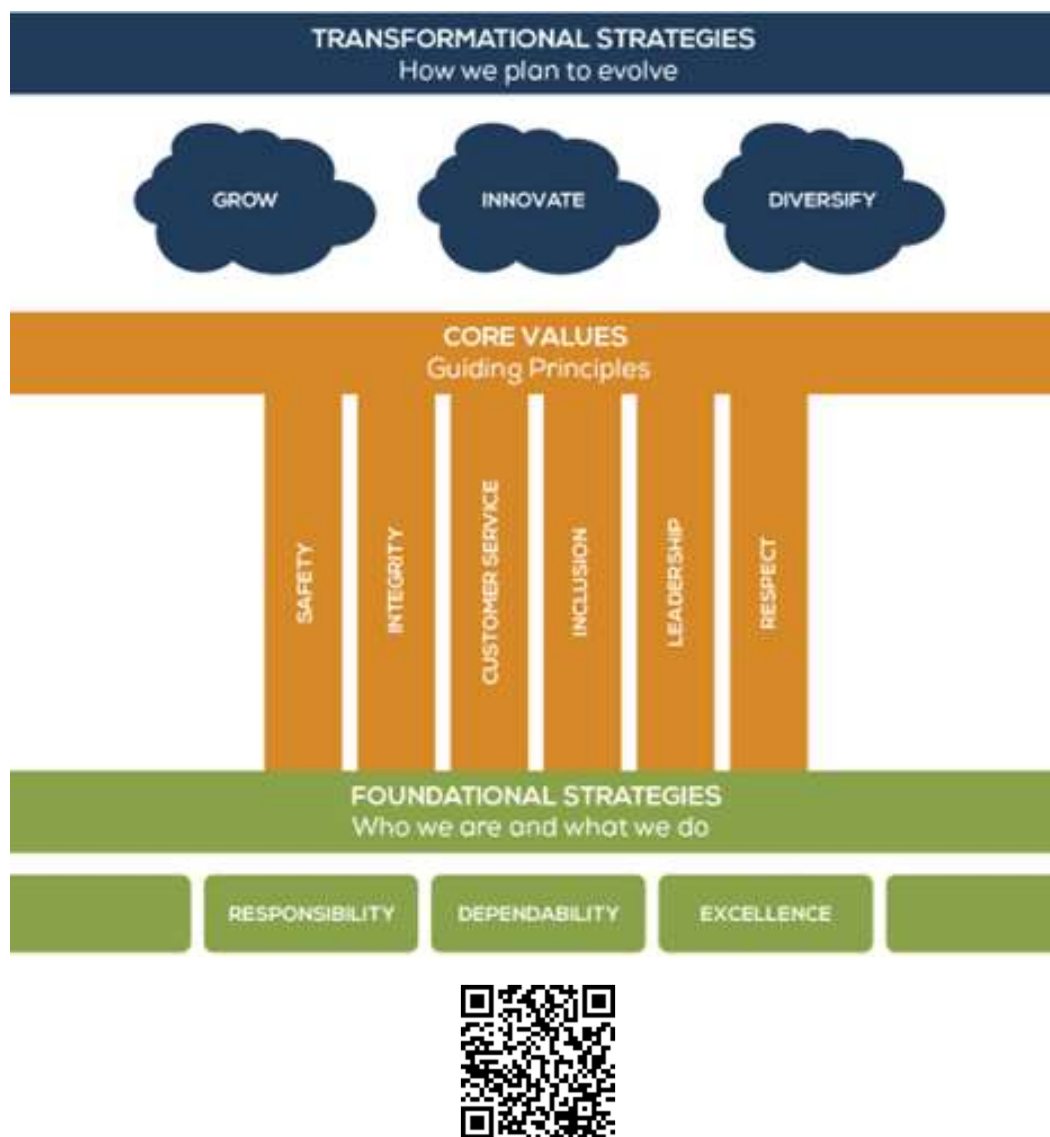 TRANSFORMATIONAL STRATEGIES
How we plan to evolve
GROW
INNOVATE
DIVERSIFY
CORE VALUES
Guiding Principles
SAFETY
INTEGRITY
CUSTOMER SERVICE
INCLUSION
LEADERSHIP
RESPECT
FOUNDATIONAL STRATEGIES
Who we are and what we do
RESPONSIBILITY
DEPENDABILITY
EXCELLENCE